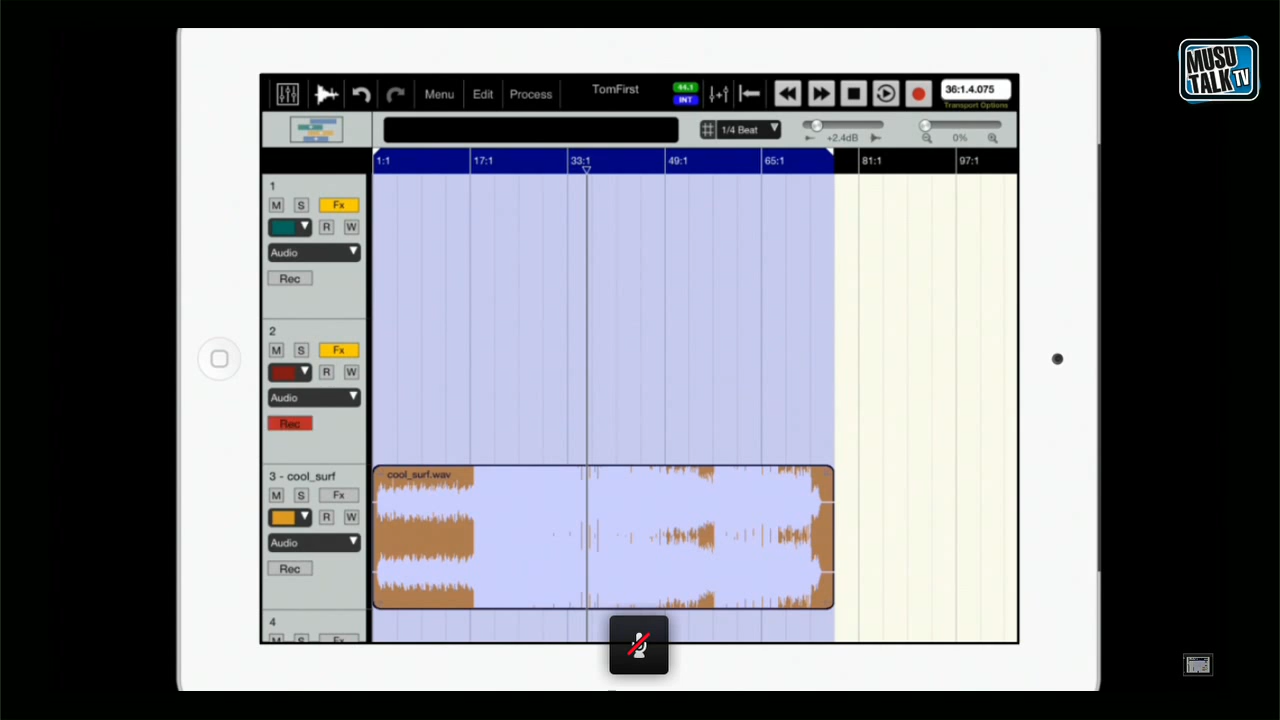 MUSU
TALK TV
Menu Edit Process TomFirst 44.1 INT 36:1.4.075
Transport Options
1/4 Beat +2.4dB 0%
1:1 17:1 33:1 49:1 65:1 81:1 97:1
1
M S Fx
R W
Audio
Rec
2
M S Fx
R W
Audio
Rec
3 - cool_surf cool_surf.wav
M S Fx
R W
Audio
Rec
4
M S Fx